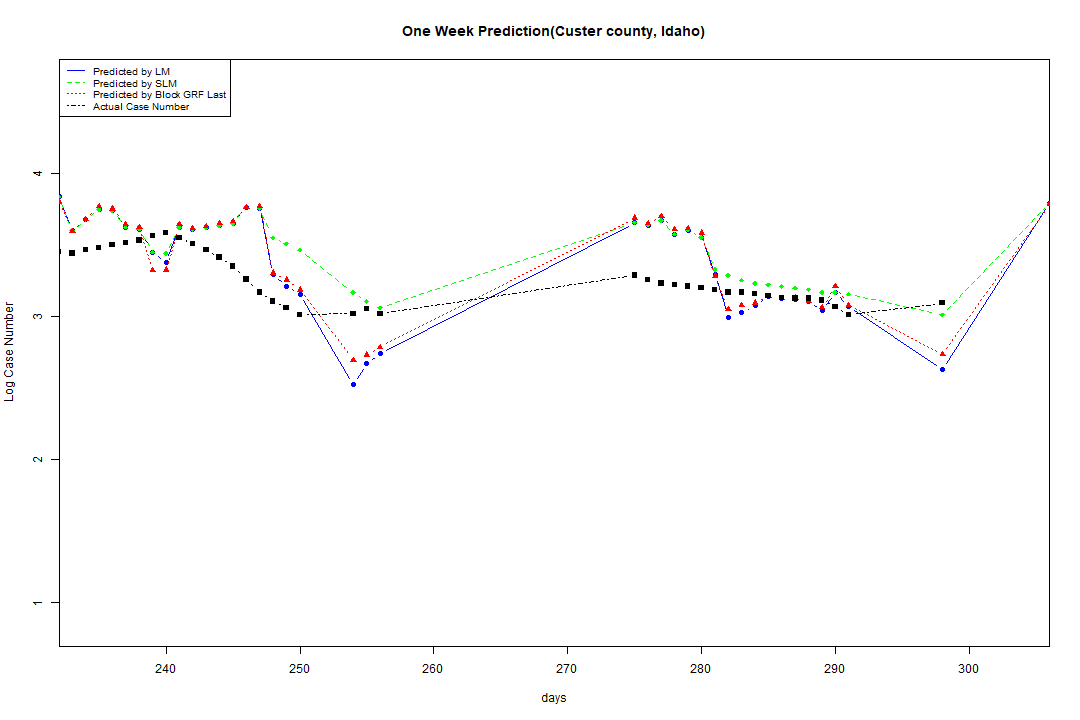 One Week Prediction(Custer county, Idaho)
Predicted by LM
Predicted by SLM
Predicted by Block GRF Last
Actual Case Number
4
3
2
1
Log Case Number
240 250 260 270 280 290 300
days